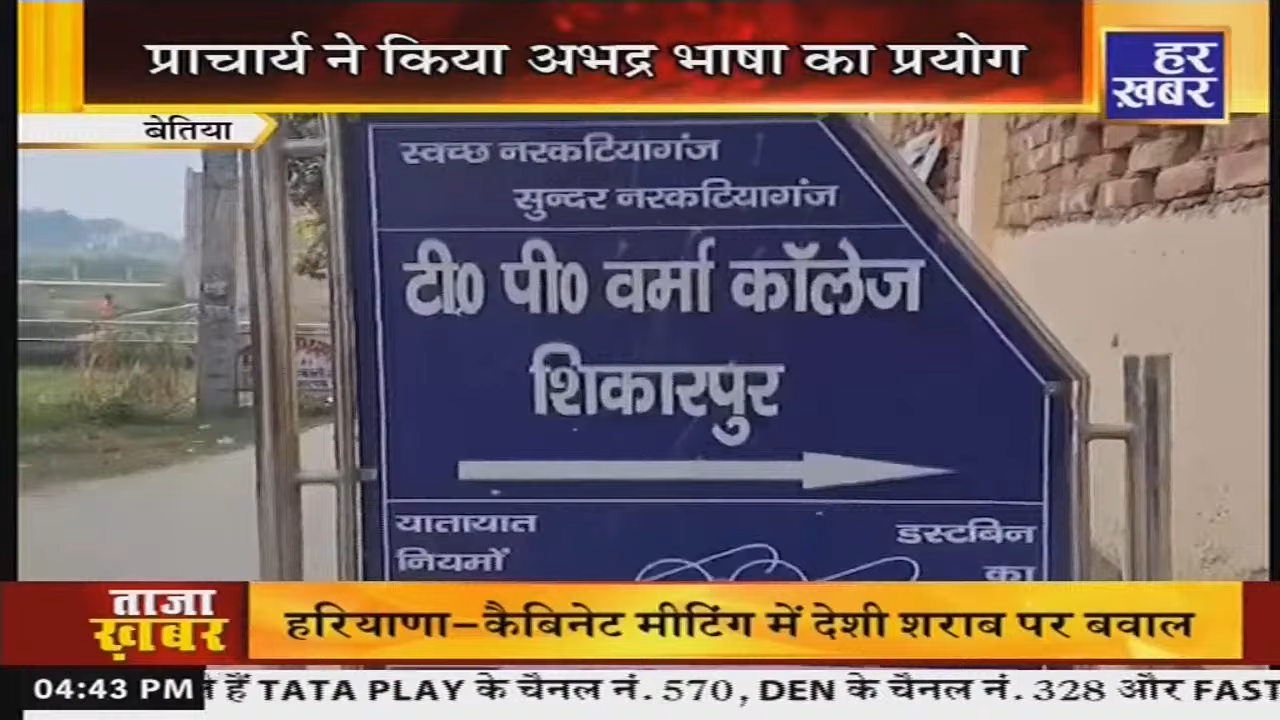 प्राचार्य ने किया अभद्र भाषा का प्रयोग
हर
ख़बर
बेतिया
स्वच्छ नरकटियागंज
सुन्दर नरकटियागंज
टी० पी० वर्मा कॉलेज
शिकारपुर
यातायात
नियमों
डस्टबिन
का
ताजा
ख़बर
हरियाणा-कैबिनेट मीटिंग में देशी शराब पर बवाल
04:43 PM
हैं TATA PLAY के चैनल नं. 570, DEN के चैनल नं. 328 और FAST